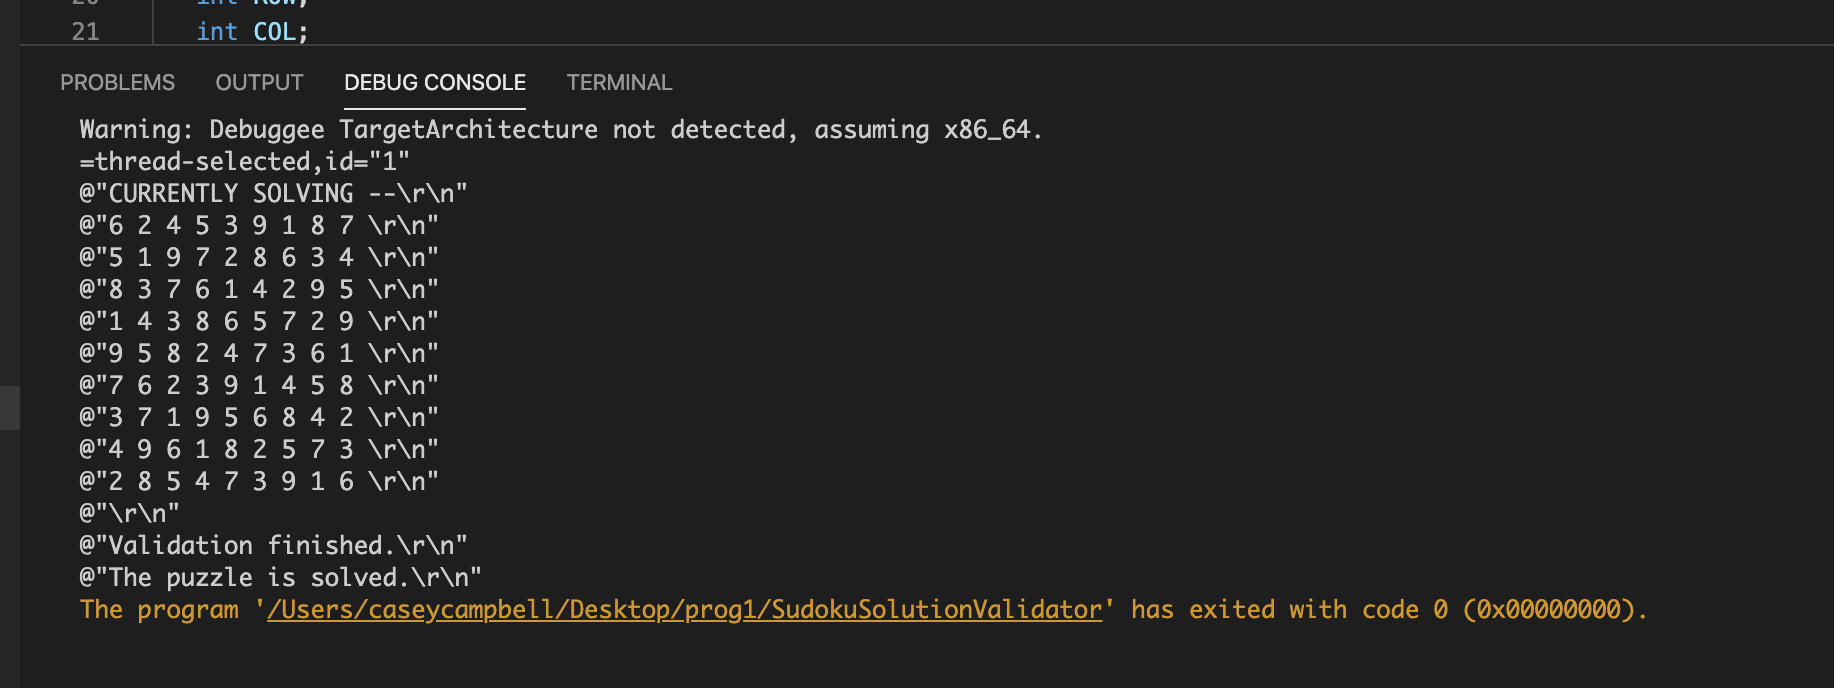 20 int ROW;
21 int COL;
PROBLEMS OUTPUT DEBUG CONSOLE TERMINAL
Warning: Debuggee TargetArchitecture not detected, assuming x86_64.
=thread-selected,id="1"
@"CURRENTLY SOLVING --\r\n"
@"6 2 4 5 3 9 1 8 7 \r\n"
@"5 1 9 7 2 8 6 3 4 \r\n"
@"8 3 7 6 1 4 2 9 5 \r\n"
@"1 4 3 8 6 5 7 2 9 \r\n"
@"9 5 8 2 4 7 3 6 1 \r\n"
@"7 6 2 3 9 1 4 5 8 \r\n"
@"3 7 1 9 5 6 8 4 2 \r\n"
@"4 9 6 1 8 2 5 7 3 \r\n"
@"2 8 5 4 7 3 9 1 6 \r\n"
@"\r\n"
@"Validation finished.\r\n"
@"The puzzle is solved.\r\n"
The program '/Users/caseycampbell/Desktop/prog1/SudokuSolutionValidator' has exited with code 0 (0x00000000).